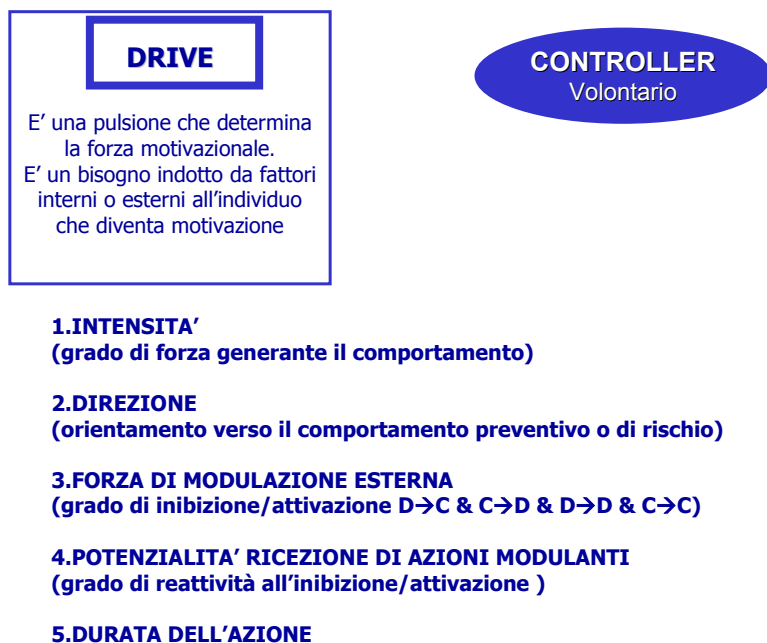 DRIVE
E’ una pulsione che determina
la forza motivazionale.
E’ un bisogno indotto da fattori
interni o esterni all’individuo
che diventa motivazione
CONTROLLER
Volontario
1.INTENSITA’
(grado di forza generante il comportamento)
2.DIREZIONE
(orientamento verso il comportamento preventivo o di rischio)
3.FORZA DI MODULAZIONE ESTERNA
(grado di inibizione/attivazione D→C & C→D & D→D & C→C)
4.POTENZIALITA’ RICEZIONE DI AZIONI MODULANTI
(grado di reattività all’inibizione/attivazione )
5.DURATA DELL’AZIONE